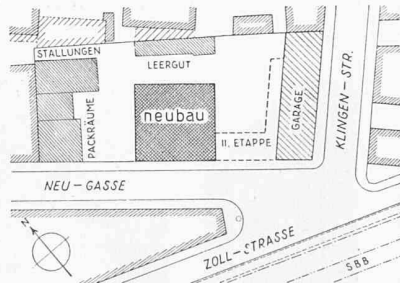 STALLUNGEN
LEERGUT
PACKRÄUME
neubau
II. ETAPPE
GARAGE
KLINGEN-STR.
NEU-GASSE
ZOLL-STRASSE
SBB
N